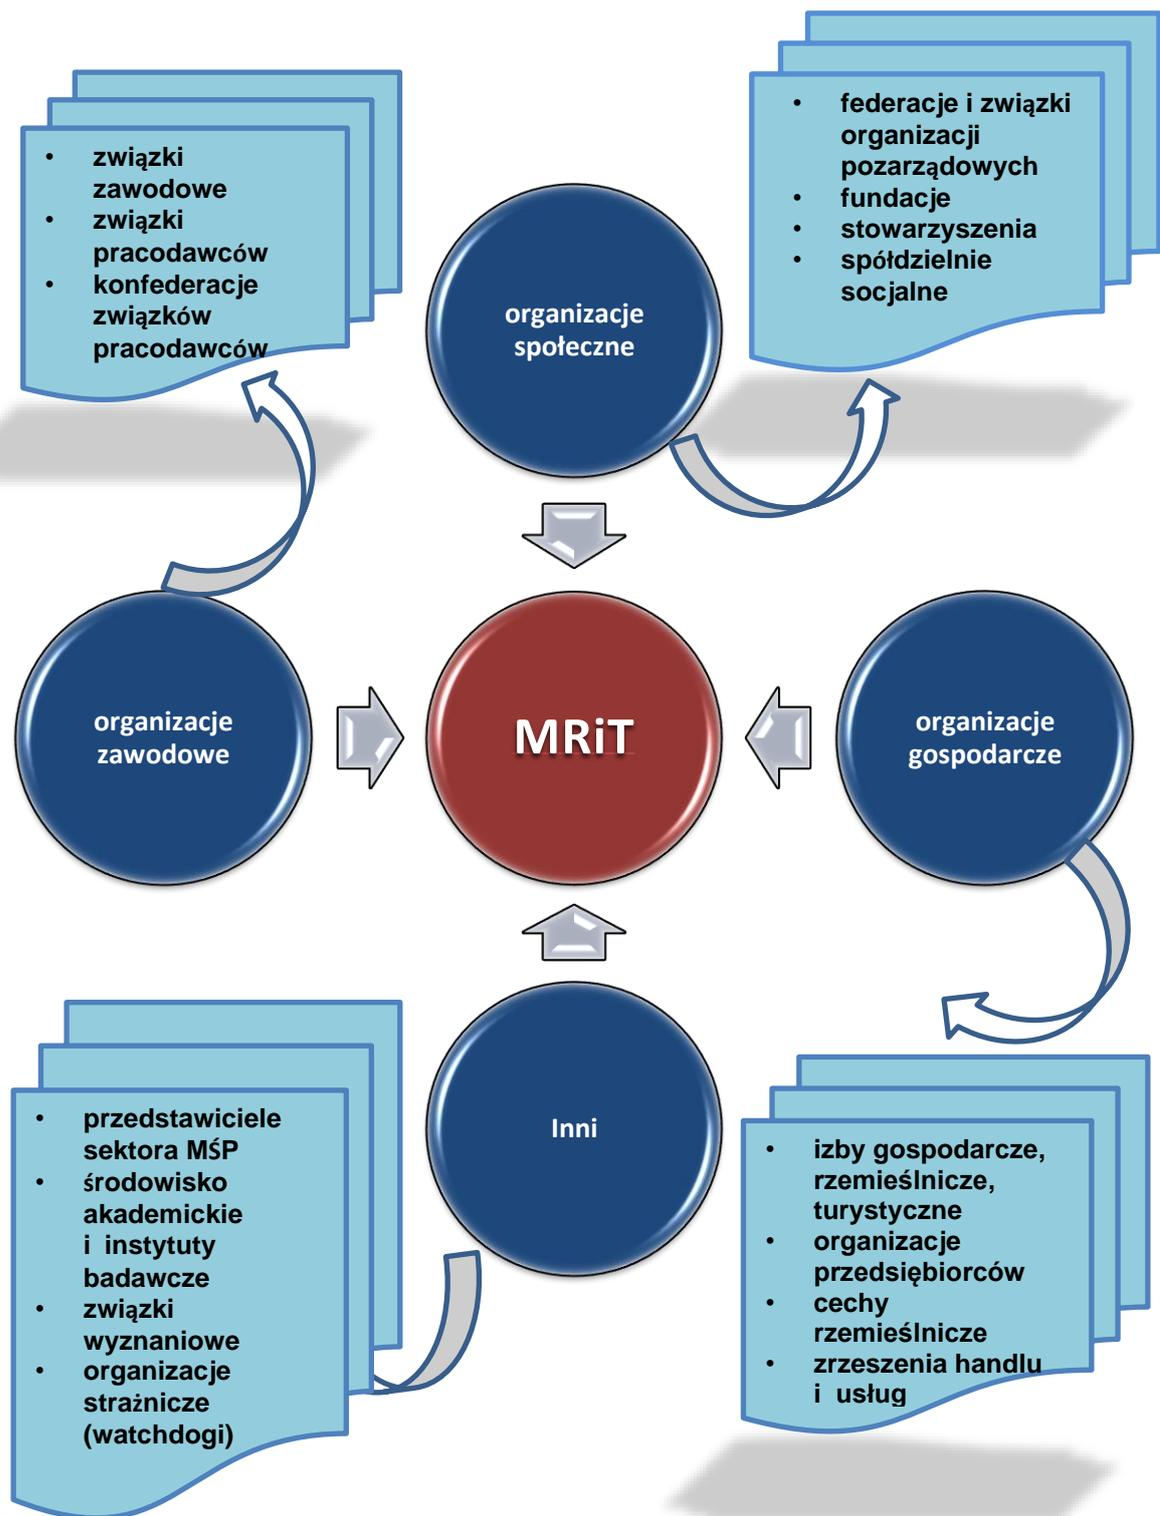 • związki
zawodowe
• związki
pracodawców
• konfederacje
związków
pracodawców
organizacje
społeczne
• federacje i związki
organizacji
pozarządowych
• fundacje
• stowarzyszenia
• spółdzielnie
socjalne
organizacje
zawodowe
MRiT
organizacje
gospodarcze
• przedstawiciele
sektora MŚP
• środowisko
akademickie
i instytuty
badawcze
• związki
wyznaniowe
• organizacje
strażnicze
(watchdogi)
Inni
• izby gospodarcze,
rzemieślnicze,
turystyczne
• organizacje
przedsiębiorców
• cechy
rzemieślnicze
• zrzeszenia handlu
i usług